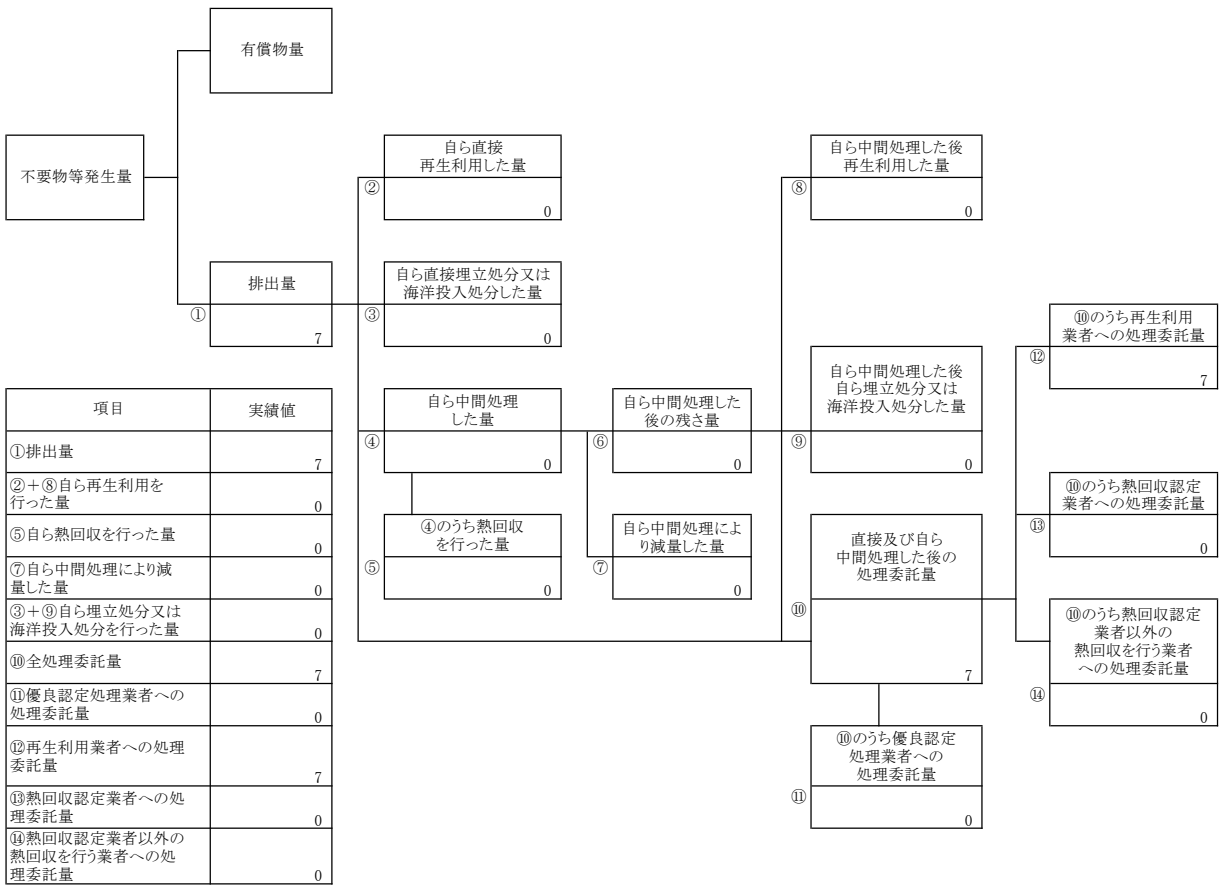 有償物量
不要物等発生量
自ら直接
再生利用した量
②
0
自ら中間処理した後
再生利用した量
⑧
0
排出量
①
7
自ら直接埋立処分又は
海洋投入処分した量
③
0
⑩のうち再生利用
業者への処理委託量
⑫
7
自ら中間処理
した量
④
0
自ら中間処理した
後の残さ量
⑥
0
自ら中間処理した後
自ら埋立処分又は
海洋投入処分した量
⑨
0
④のうち熱回収
を行った量
⑤
0
自ら中間処理によ
り減量した量
⑦
0
直接及び自ら
中間処理した後の
処理委託量
⑩
7
⑩のうち熱回収認定
業者への処理委託量
⑬
0
⑩のうち熱回収認定
業者以外の
熱回収を行う業者
への処理委託量
⑭
0
⑩のうち優良認定
処理業者への
処理委託量
⑪
0
項目 実績値
①排出量
7
②+⑧自ら再生利用を
行った量 0
⑤自ら熱回収を行った量
0
⑦自ら中間処理により減
量した量 0
③+⑨自ら埋立処分又は
海洋投入処分を行った量 0
⑩全処理委託量
7
⑪優良認定処理業者への
処理委託量 0
⑫再生利用業者への処理
委託量 7
⑬熱回収認定業者への処
理委託量 0
⑭熱回収認定業者以外の
熱回収を行う業者への処
理委託量 0